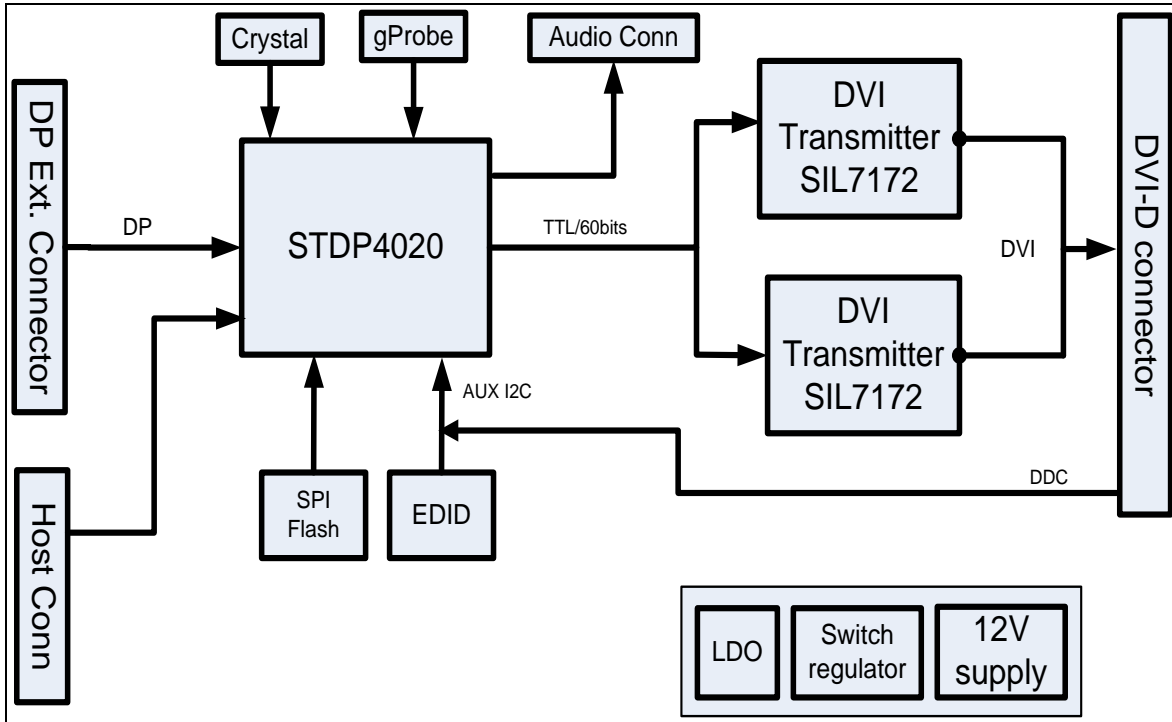 Crystal
gProbe
Audio Conn
DP Ext. Connector
DP
STDP4020
TTL/60bits
DVI
Transmitter
SIL7172
DVI
Transmitter
SIL7172
DVI
DVI-D connector
AUX I2C
DDC
Host Conn
SPI
Flash
EDID
LDO
Switch
regulator
12V
supply